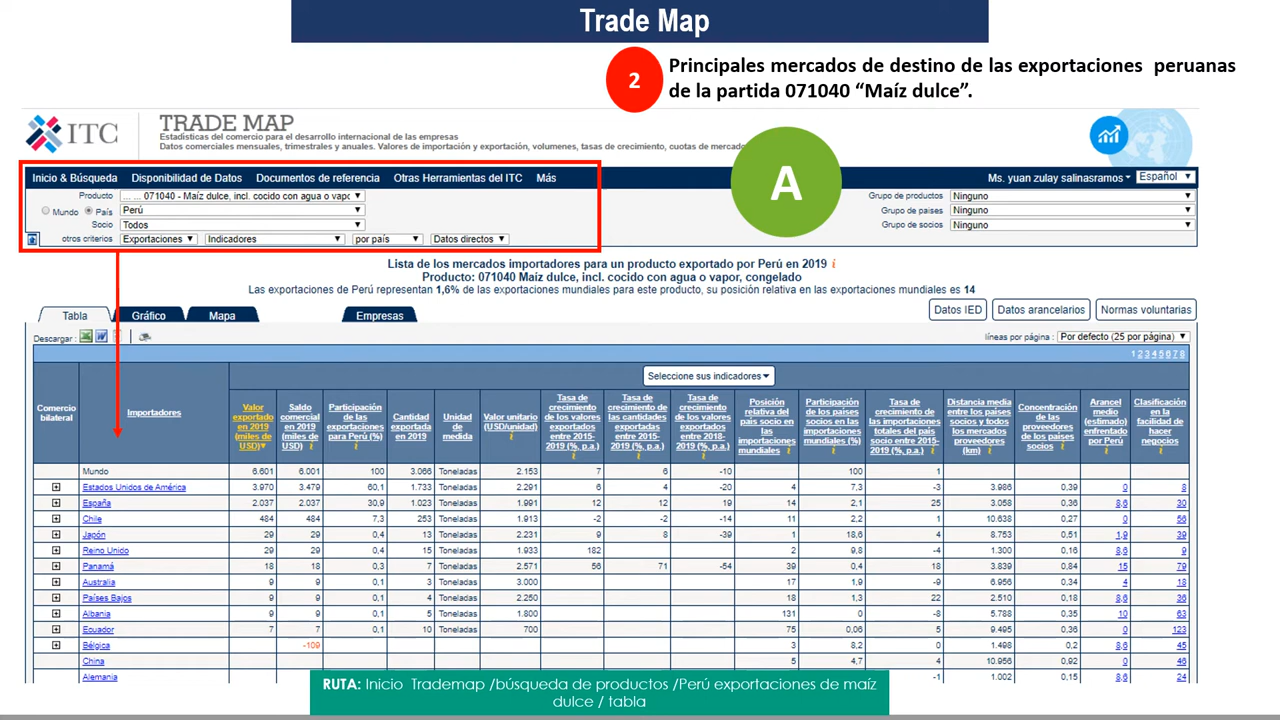 Trade Map
2
Principales mercados de destino de las exportaciones peruanas
de la partida 071040 “Maíz dulce”.
ITC
TRADE MAP
Estadísticas del comercio para el desarrollo internacional de las empresas
Datos comerciales mensuales, trimestrales y anuales. Valores de importación y exportación, volumenes, tasas de crecimiento, cuotas de mercado
A
Inicio & Búsqueda Disponibilidad de Datos Documentos de referencia Otras Herramientas del ITC Más Ms. yuan zulay salinasramos Español
Producto ... ... 071040 - Maíz dulce, incl. cocido con agua o vapo Grupo de productos Ninguno
Mundo País Perú Grupo de paises Ninguno
Socio Todos Grupo de socios Ninguno
otros criterios Exportaciones Indicadores por país Datos directos
Lista de los mercados importadores para un producto exportado por Perú en 2019 i
Producto: 071040 Maíz dulce, incl. cocido con agua o vapor, congelado
Las exportaciones de Perú representan 1,6% de las exportaciones mundiales para este producto, su posición relativa en las exportaciones mundiales es 14
Tabla Gráfico Mapa Empresas Datos IED Datos arancelarios Normas voluntarias
Descargar : líneas por página : Por defecto (25 por página)
1 2 3 4 5 6 7 8
Seleccione sus indicadores
Comercio bilateral
Importadores
Valor exportado en 2019 (miles de USD)
Saldo comercial en 2019 (miles de USD) i
Participación de las exportaciones para Perú (%) i
Cantidad exportada en 2019
Unidad de medida
Valor unitario (USD/unidad) i
Tasa de crecimiento de los valores exportados entre 2015-2019 (%, p.a.) i
Tasa de crecimiento de las cantidades exportadas entre 2015-2019 (%, p.a.) i
Tasa de crecimiento de los valores exportados entre 2018-2019 (%, p.a.) i
Posición relativa del país socio en las importaciones mundiales i
Participación de los países socios en las importaciones mundiales (%) i
Tasa de crecimiento de las importaciones totales del país socio entre 2015-2019 (%, p.a.) i
Distancia media entre los países socios y todos los mercados proveedores (km) i
Concentración de las proveedores de los países socios i
Arancel medio (estimado) enfrentado por Perú i
Clasificación en la facilidad de hacer negocios i
Mundo 6.601 6.001 100 3.066 Toneladas 2.153 7 6 -10 100 1
Estados Unidos de América 3.970 3.479 60,1 1.733 Toneladas 2.291 6 4 -20 4 7,3 -3 3.986 0,39 0 8
España 2.037 2.037 30,9 1.023 Toneladas 1.991 12 12 19 14 2,1 25 3.058 0,36 8,6 30
Chile 484 484 7,3 253 Toneladas 1.913 -2 -2 -14 11 2,2 1 10.638 0,27 0 56
Japón 29 29 0,4 13 Toneladas 2.231 9 8 -39 1 18,6 4 8.753 0,51 1,9 39
Reino Unido 29 29 0,4 15 Toneladas 1.933 182 2 9,8 -4 1.300 0,16 8,6 9
Panamá 18 18 0,3 7 Toneladas 2.571 56 71 -54 39 0,4 18 3.839 0,84 15 79
Australia 9 9 0,1 3 Toneladas 3.000 17 1,9 -9 6.956 0,34 4 18
Países Bajos 9 9 0,1 4 Toneladas 2.250 18 1,3 22 2.510 0,18 8,6 36
Albania 9 9 0,1 5 Toneladas 1.800 131 0 -8 5.788 0,35 10 63
Ecuador 7 7 0,1 10 Toneladas 700 75 0,06 5 9.495 0,36 0 123
Bélgica -109 3 8,2 0 1.498 0,2 8,6 45
China 5 4,7 4 10.956 0,92 0 46
Alemania -1 1.002 0,15 8,6 24
RUTA: Inicio Trademap /búsqueda de productos /Perú exportaciones de maíz
dulce / tabla